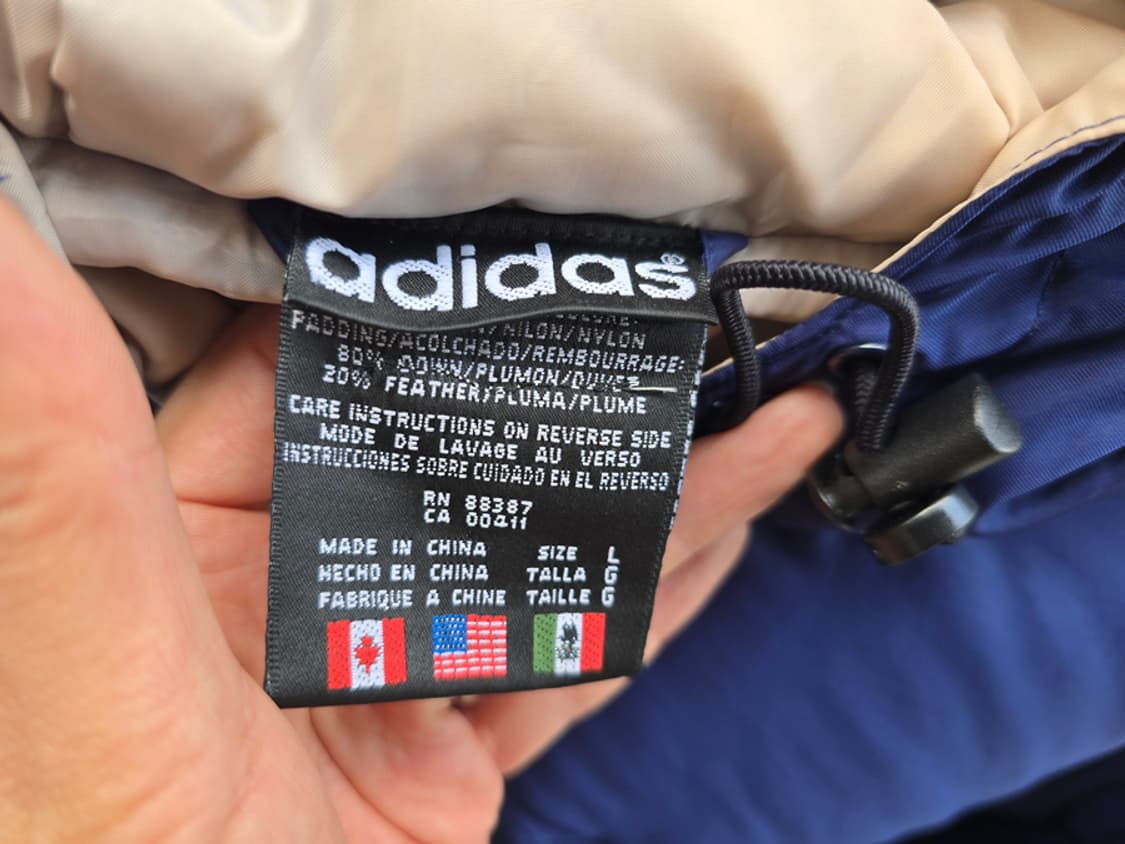 adidas®
NILON/NYLON
PADDING/ACOLCHADO/REMBOURRAGE:
80% DOWN/PLUMON/DUVET
20% FEATHER/PLUMA/PLUME
CARE INSTRUCTIONS ON REVERSE SIDE
MODE DE LAVAGE AU VERSO
INSTRUCCIONES SOBRE CUIDADO EN EL REVERSO
RN 88387
CA 00411
MADE IN CHINA SIZE L
HECHO EN CHINA TALLA G
FABRIQUE A CHINE TAILLE G